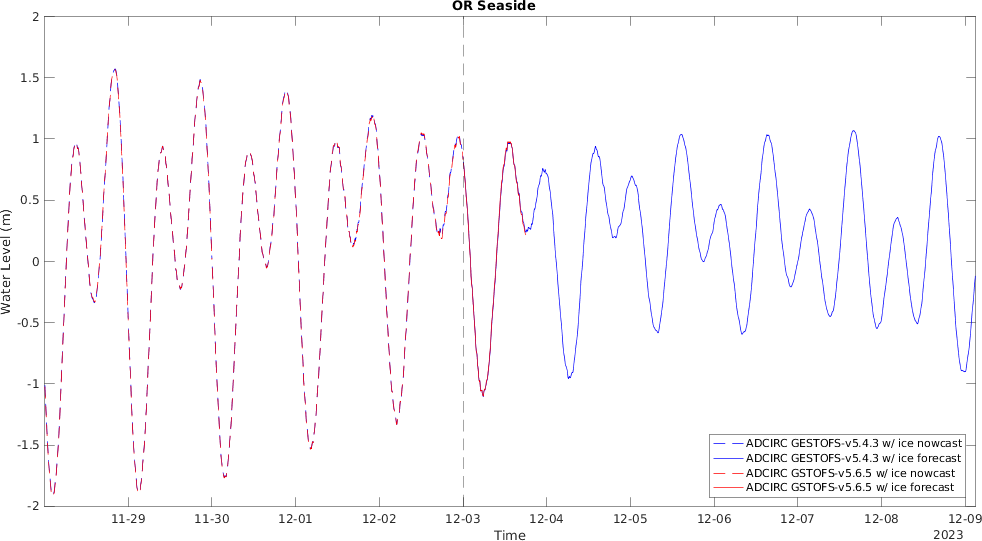 OR Seaside
2
1.5
1
0.5
0
-0.5
-1
-1.5
-2
Water Level (m)
ADCIRC GESTOFS-v5.4.3 w/ ice nowcast
ADCIRC GESTOFS-v5.4.3 w/ ice forecast
ADCIRC GSTOFS-v5.6.5 w/ ice nowcast
ADCIRC GSTOFS-v5.6.5 w/ ice forecast
11-29 11-30 12-01 12-02 12-03 12-04 12-05 12-06 12-07 12-08 12-09
Time 2023